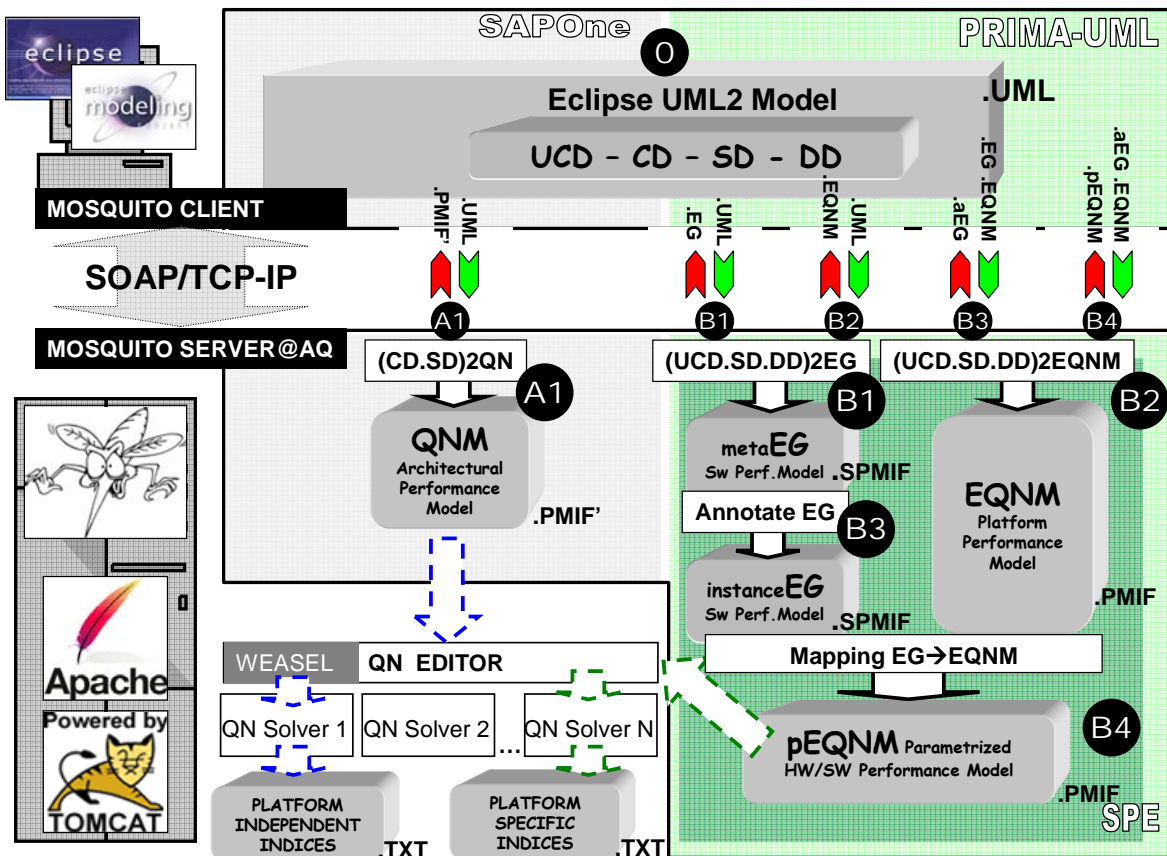 SAPOne
PRIMA-UML
eclipse
eclipse
modeling
PROJECT
0
Eclipse UML2 Model
.UML
UCD - CD - SD - DD
MOSQUITO CLIENT
.PMIF'
.UML
.EG
.UML
.EQNM
.UML
.aEG
.EG .EQNM
.pEQNM
.aEG .EQNM
SOAP/TCP-IP
A1
B1
B2
B3
B4
MOSQUITO SERVER@AQ
(CD.SD)2QN
(UCD.SD.DD)2EG
(UCD.SD.DD)2EQNM
A1
B1
B2
QNM
Architectural
Performance
Model
.PMIF'
metaEG
Sw Perf.Model
.SPMIF
EQNM
Platform
Performance
Model
.PMIF
Annotate EG
B3
instanceEG
Sw Perf.Model
.SPMIF
WEASEL
QN EDITOR
Mapping EG→EQNM
QN Solver 1
QN Solver 2
...
QN Solver N
pEQNM Parametrized
HW/SW Performance Model
B4
.PMIF
SPE
PLATFORM
INDEPENDENT
INDICES
.TXT
PLATFORM
SPECIFIC
INDICES
.TXT
Apache
Powered by
TOMCAT